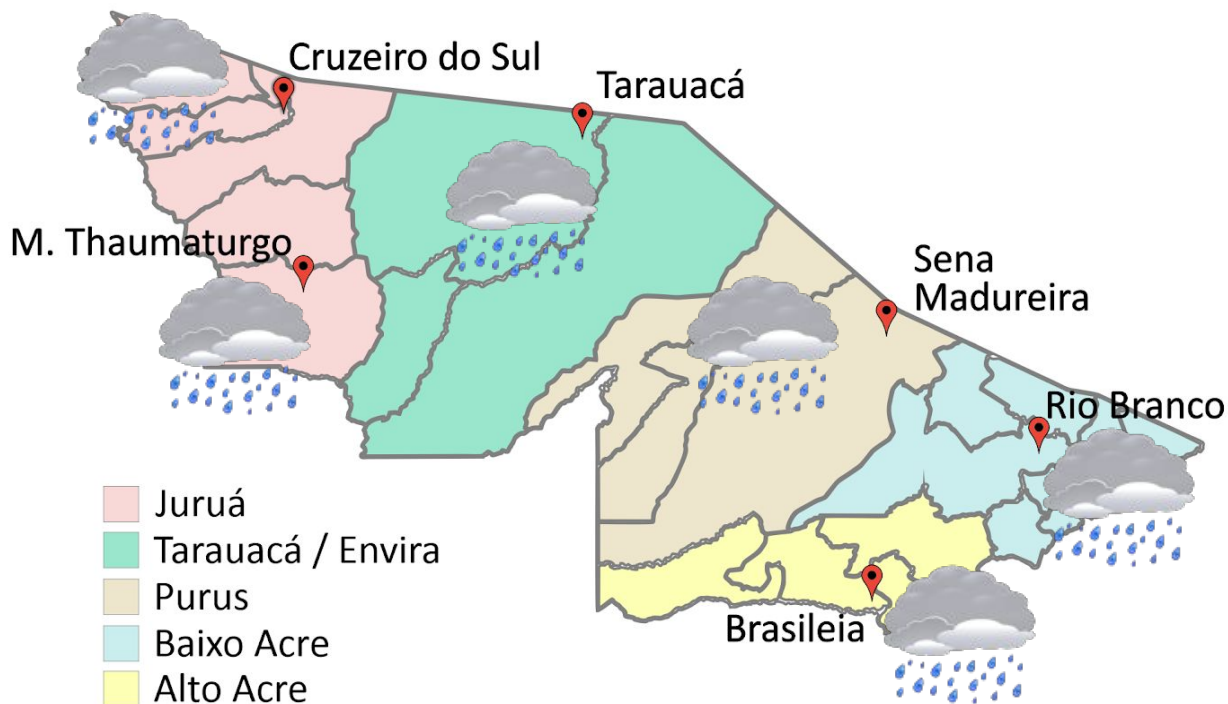 Cruzeiro do Sul
Tarauacá
M. Thaumaturgo
Sena
Madureira
Rio Branco
Brasileia
Juruá
Tarauacá / Envira
Purus
Baixo Acre
Alto Acre